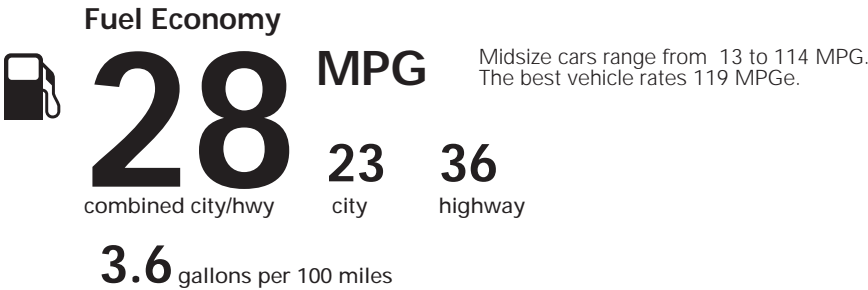 Fuel Economy
28 MPG
Midsize cars range from 13 to 114 MPG.
The best vehicle rates 119 MPGe.
23 36
combined city/hwy city highway
3.6 gallons per 100 miles